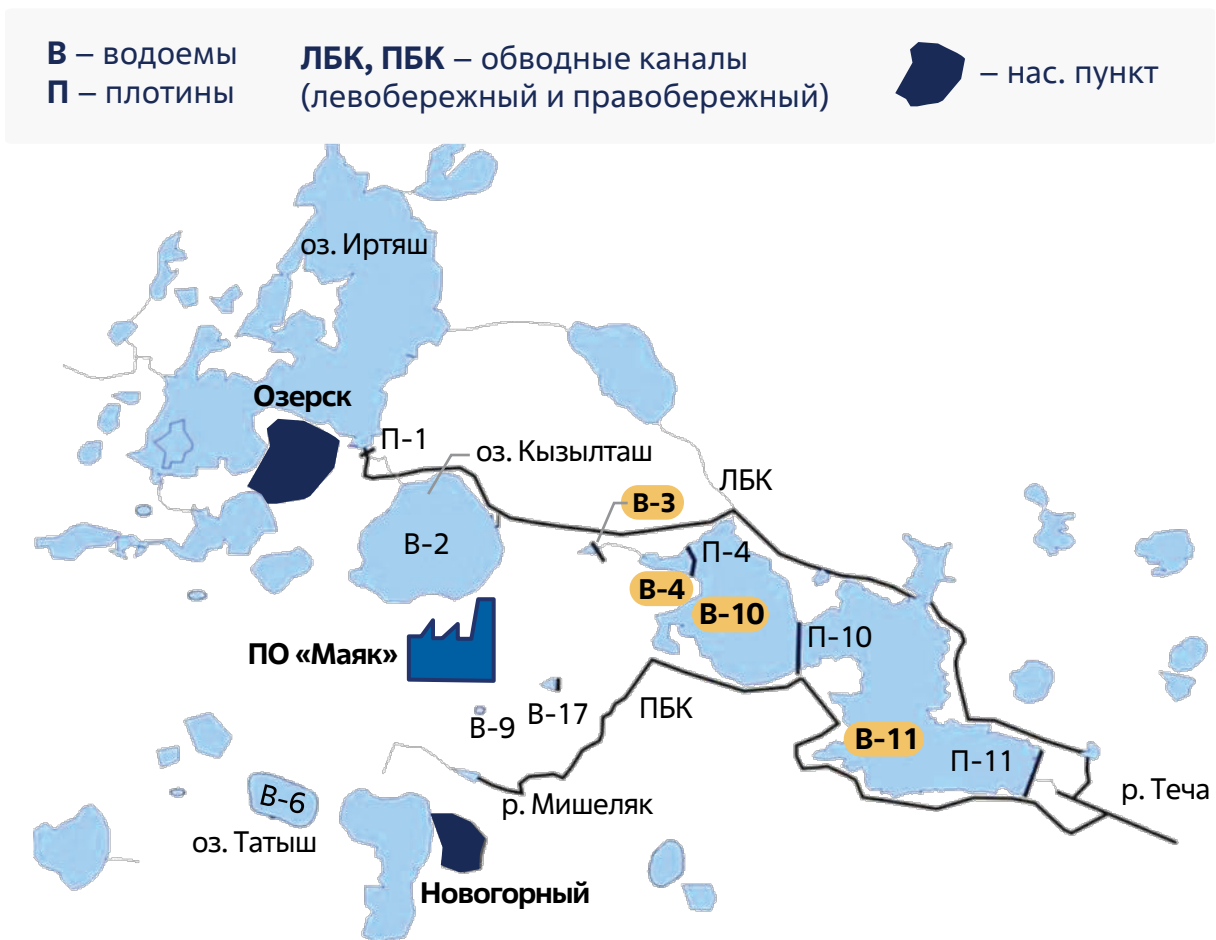 В – водоемы
П – плотины
ЛБК, ПБК – обводные каналы
(левобережный и правобережный)
– нас. пункт
оз. Иртяш
Озерск
П-1
оз. Кызылташ
ЛБК
В-3
В-2
П-4
В-4
В-10
П-10
ПО «Маяк»
ПБК
В-17
В-9
В-11
П-11
р. Теча
В-6
р. Мишеляк
оз. Татыш
Новогорный